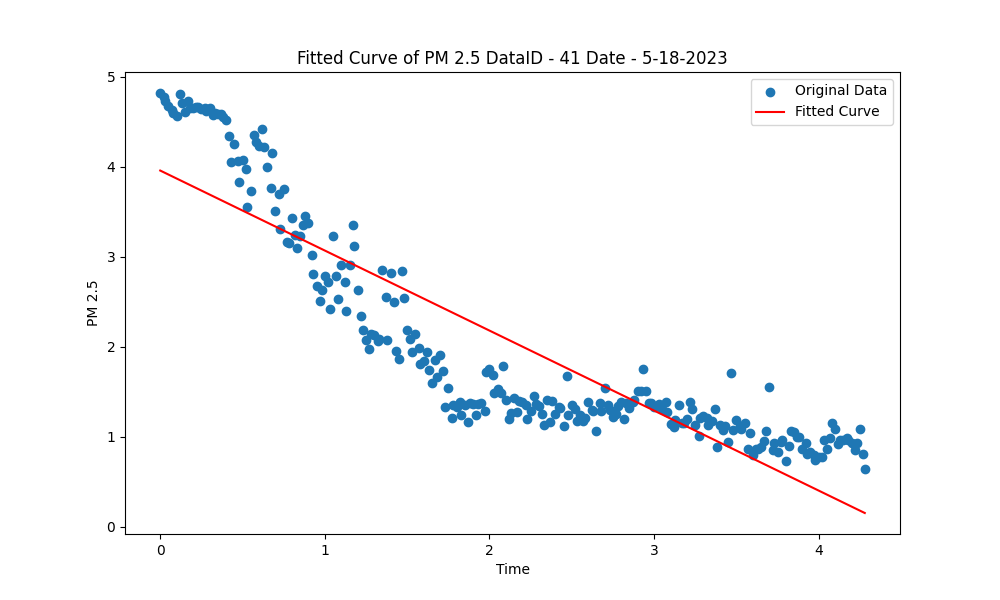 Fitted Curve of PM 2.5 DataID - 41 Date - 5-18-2023
Original Data
Fitted Curve
5
4
3
2
1
0
PM 2.5
0 1 2 3 4
Time